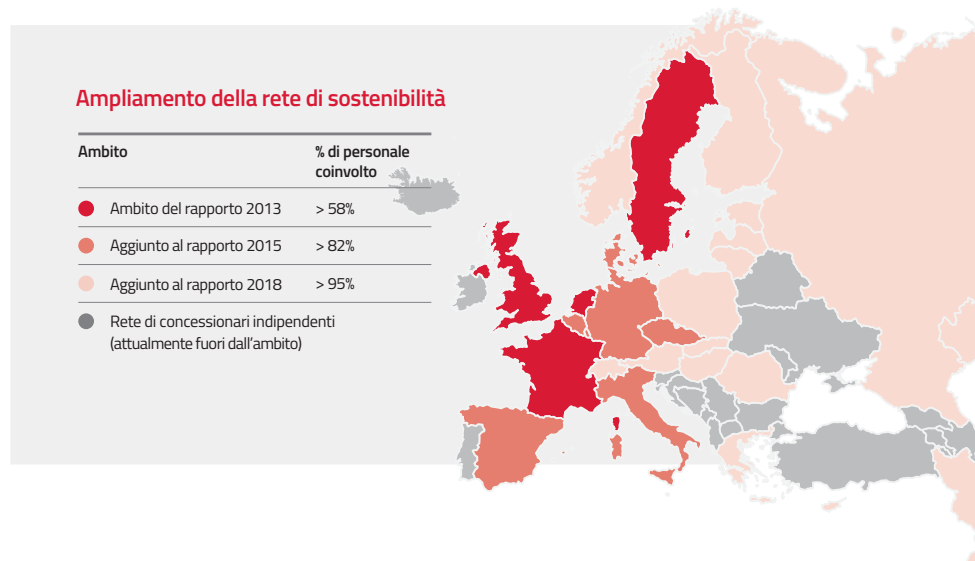 Ampliamento della rete di sostenibilità
Ambito
% di personale
coinvolto
Ambito del rapporto 2013 > 58%
Aggiunto al rapporto 2015 > 82%
Aggiunto al rapporto 2018 > 95%
Rete di concessionari indipendenti
(attualmente fuori dall'ambito)